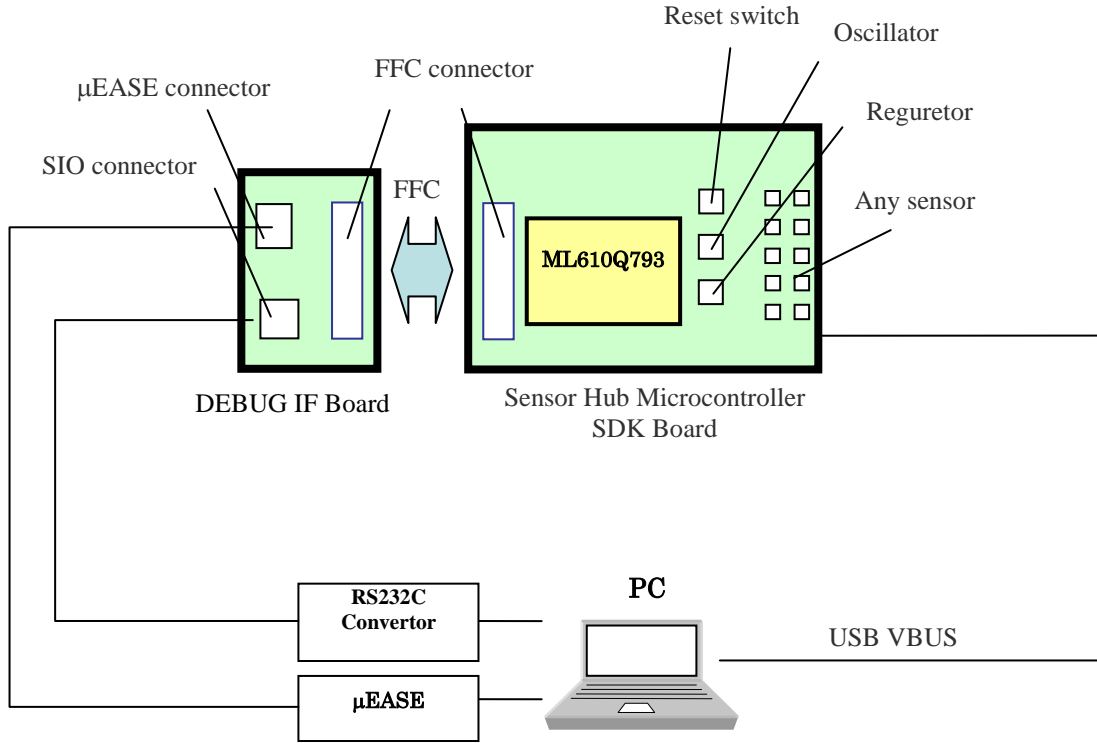 Reset switch
Oscillator
FFC connector
μEASE connector
Reguretor
SIO connector
FFC
Any sensor
ML610Q793
DEBUG IF Board
Sensor Hub Microcontroller
SDK Board
RS232C
Convertor
PC
USB VBUS
μEASE